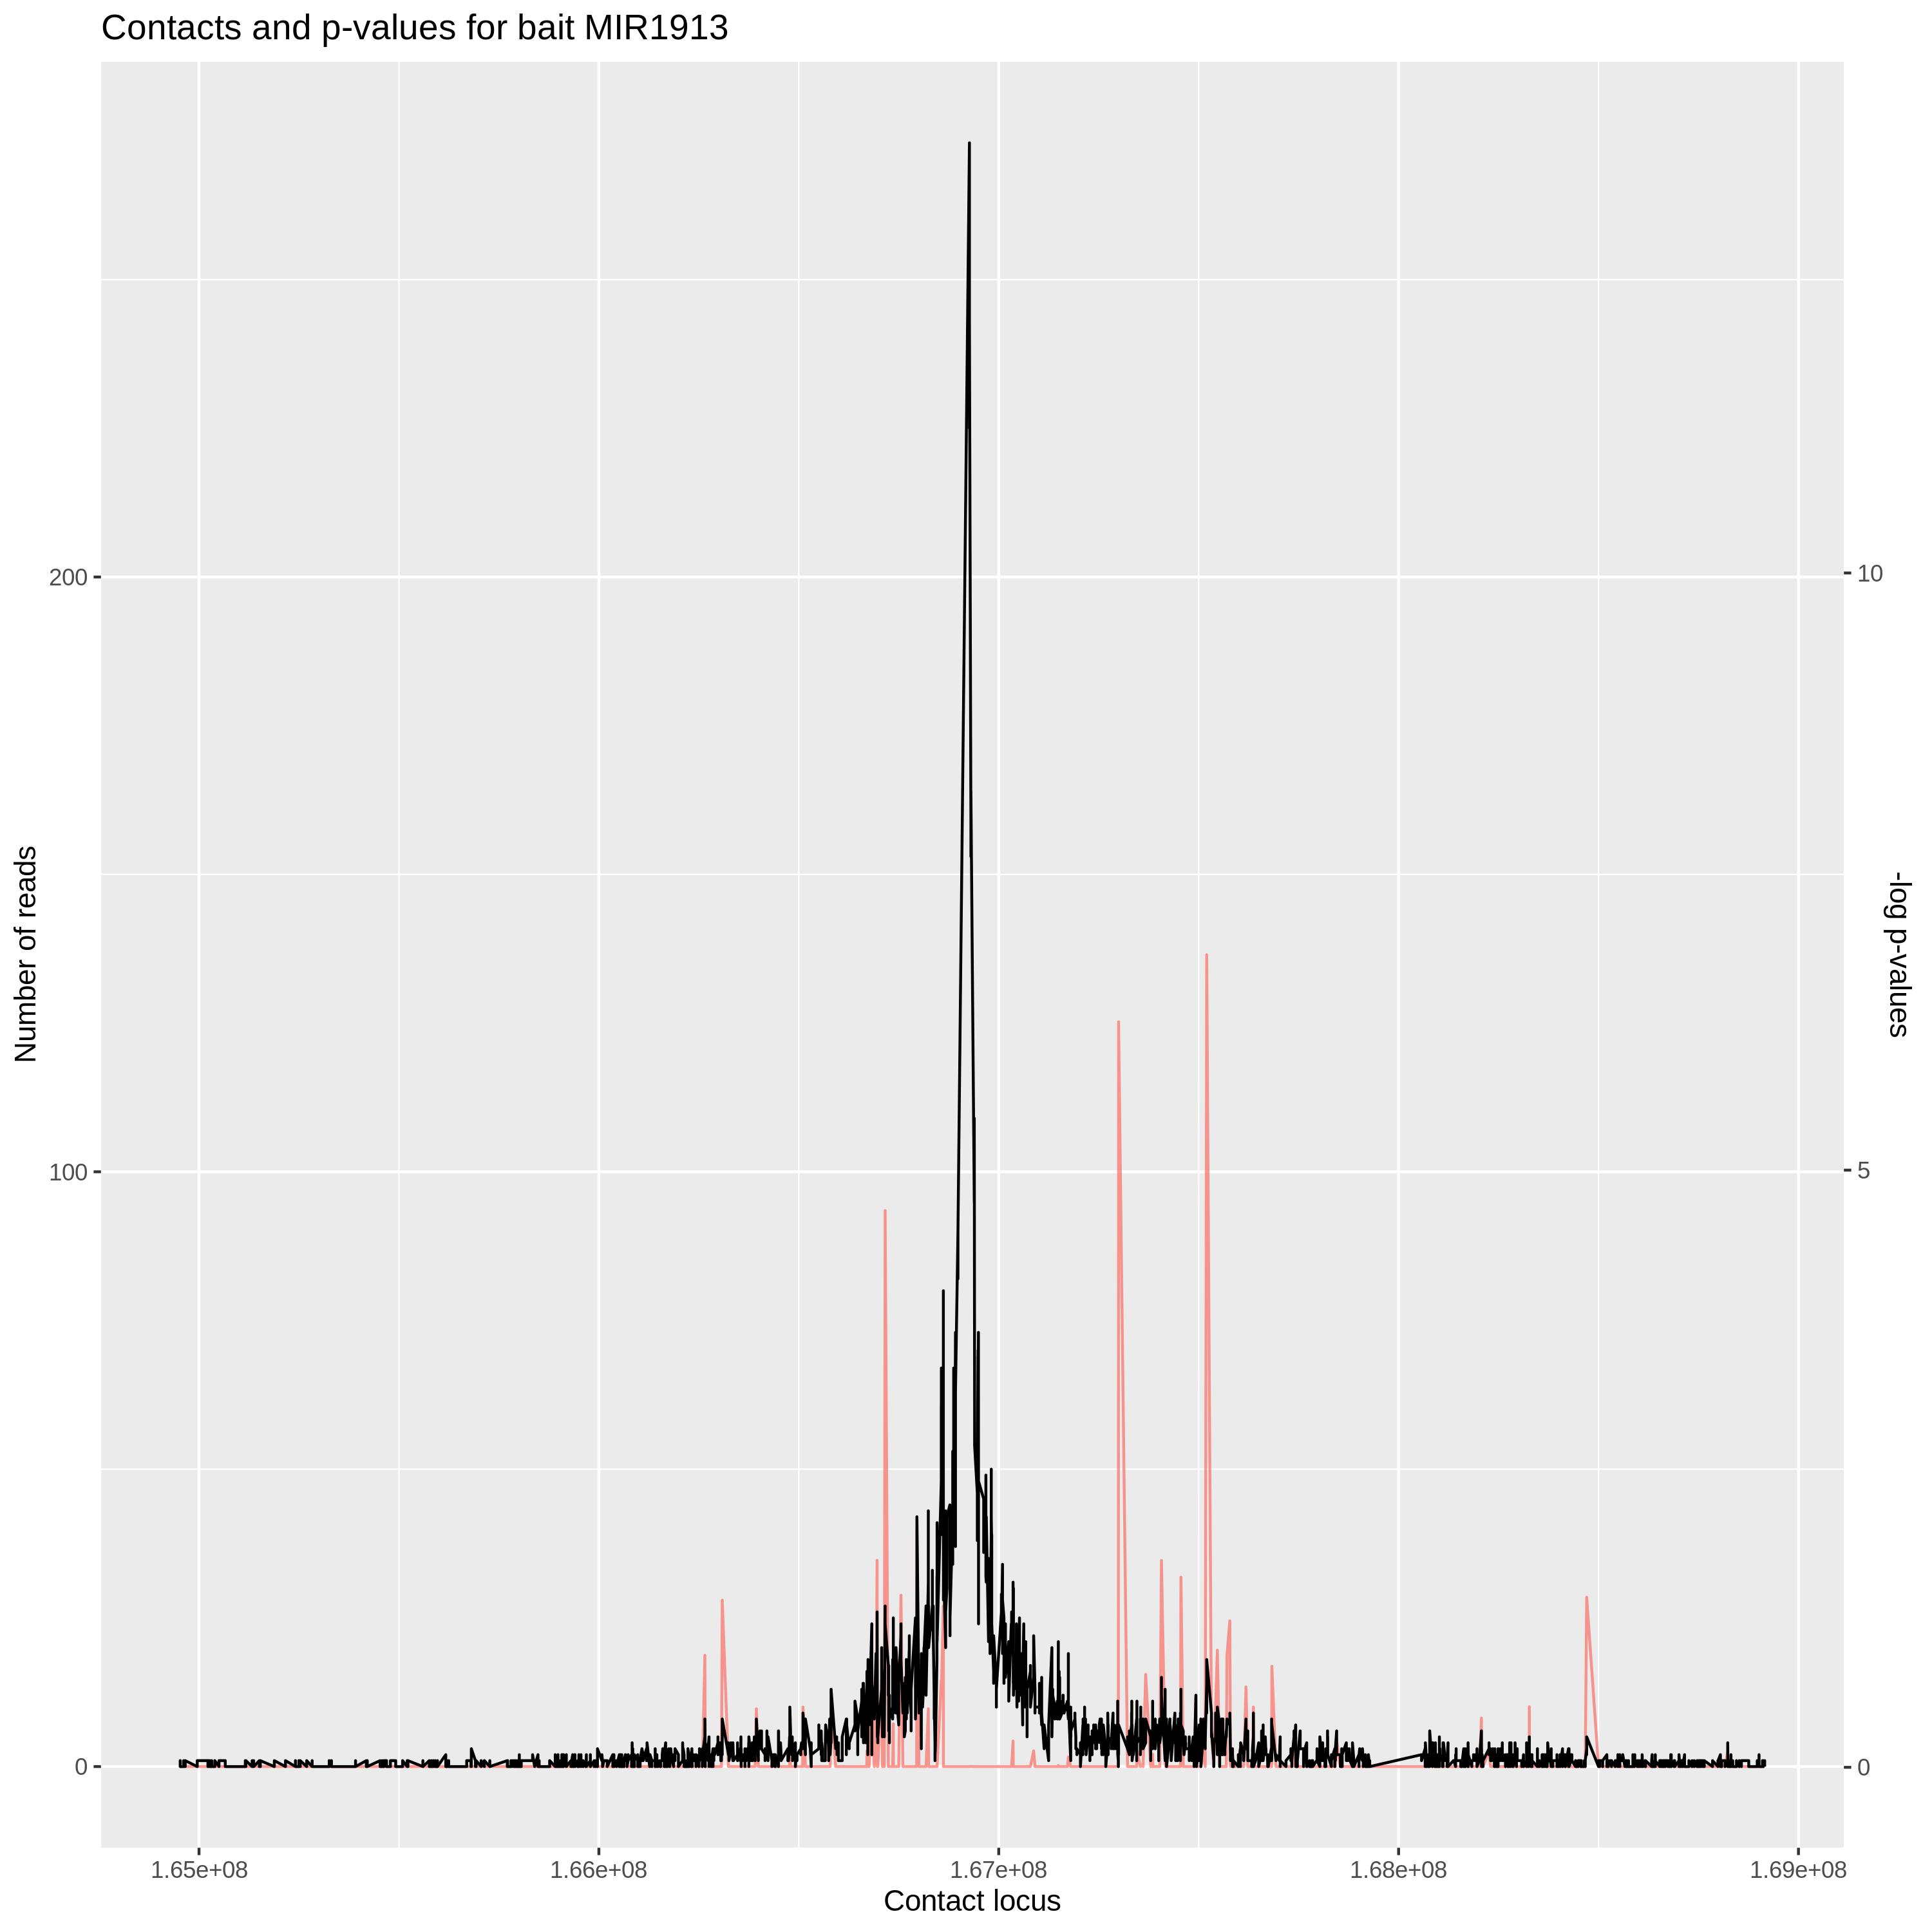 Contacts and p-values for bait MIR1913
Number of reads
200
100
0
10
5
0
-log p-values
1.65e+08
1.66e+08
1.67e+08
1.68e+08
1.69e+08
Contact locus